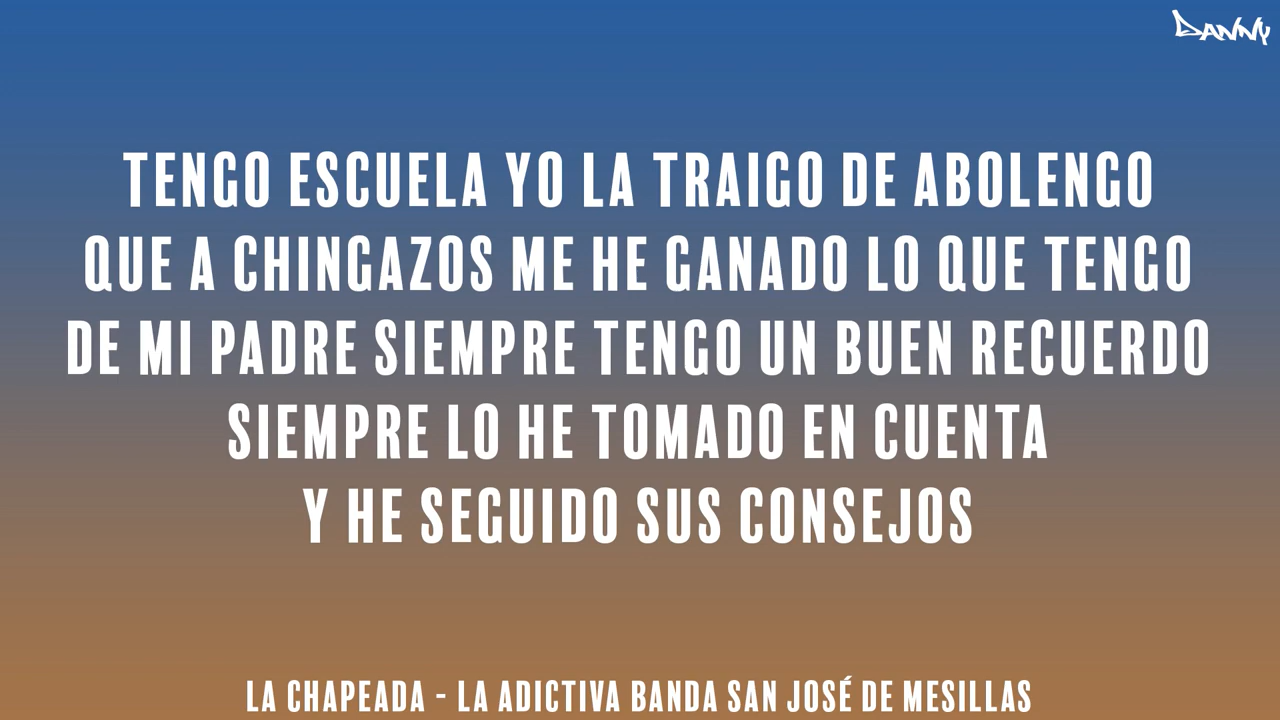 DANNY
TENGO ESCUELA YO LA TRAIGO DE ABOLENGO
QUE A CHINGAZOS ME HE GANADO LO QUE TENGO
DE MI PADRE SIEMPRE TENGO UN BUEN RECUERDO
SIEMPRE LO HE TOMADO EN CUENTA
Y HE SEGUIDO SUS CONSEJOS
LA CHAPEADA - LA ADICTIVA BANDA SAN JOSÉ DE MESILLAS